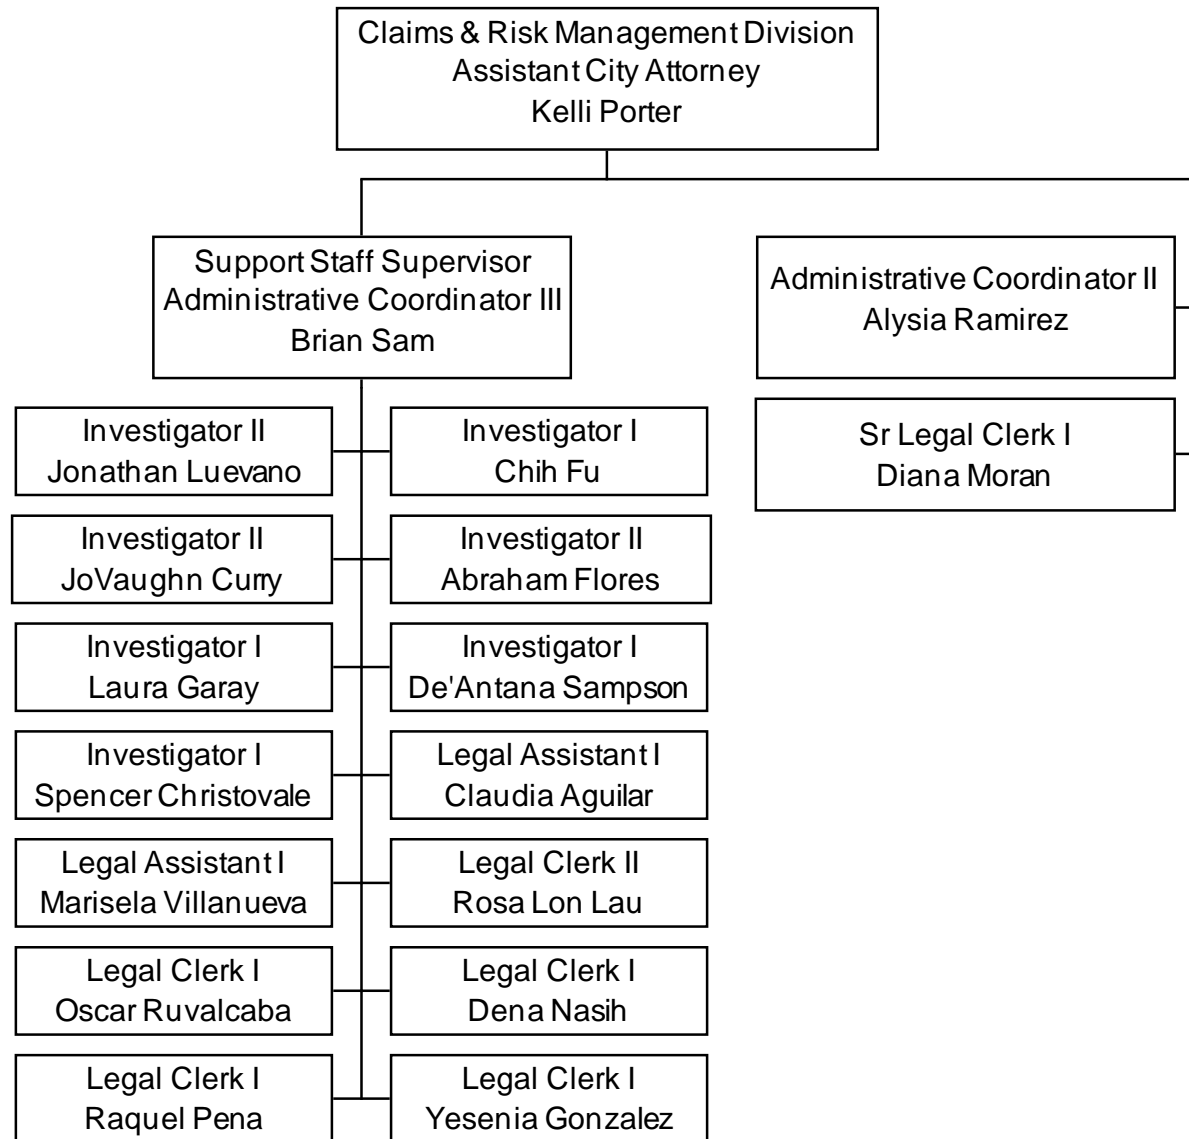 Claims & Risk Management Division
Assistant City Attorney
Kelli Porter
Support Staff Supervisor
Administrative Coordinator III
Brian Sam
Administrative Coordinator II
Alysia Ramirez
Investigator II
Jonathan Luevano
Investigator I
Chih Fu
Sr Legal Clerk I
Diana Moran
Investigator II
JoVaughn Curry
Investigator II
Abraham Flores
Investigator I
Laura Garay
Investigator I
De'Antana Sampson
Investigator I
Spencer Christovale
Legal Assistant I
Claudia Aguilar
Legal Assistant I
Marisela Villanueva
Legal Clerk II
Rosa Lon Lau
Legal Clerk I
Oscar Ruvalcaba
Legal Clerk I
Dena Nasih
Legal Clerk I
Raquel Pena
Legal Clerk I
Yesenia Gonzalez